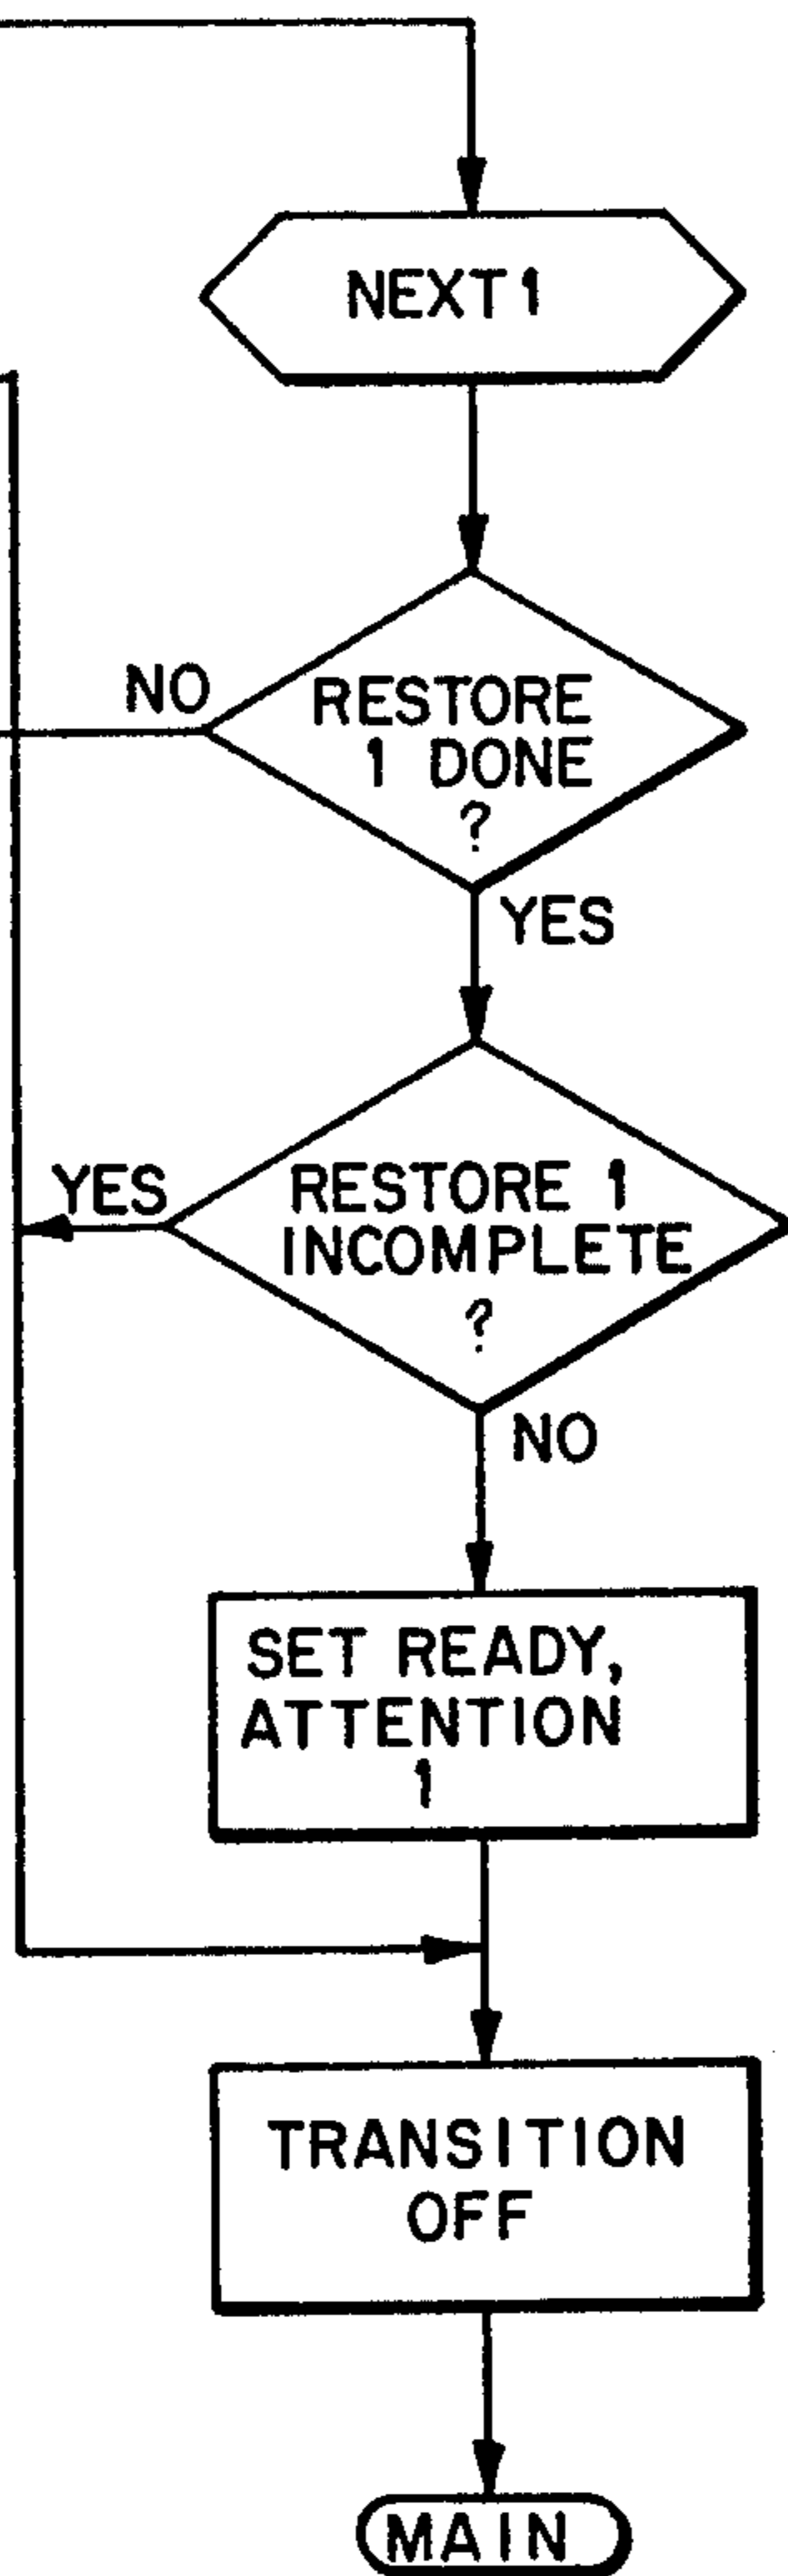 NEXT 1
NO
RESTORE
1 DONE
?
YES
YES
RESTORE 1
INCOMPLETE
?
NO
SET READY,
ATTENTION
1
TRANSITION
OFF
MAIN